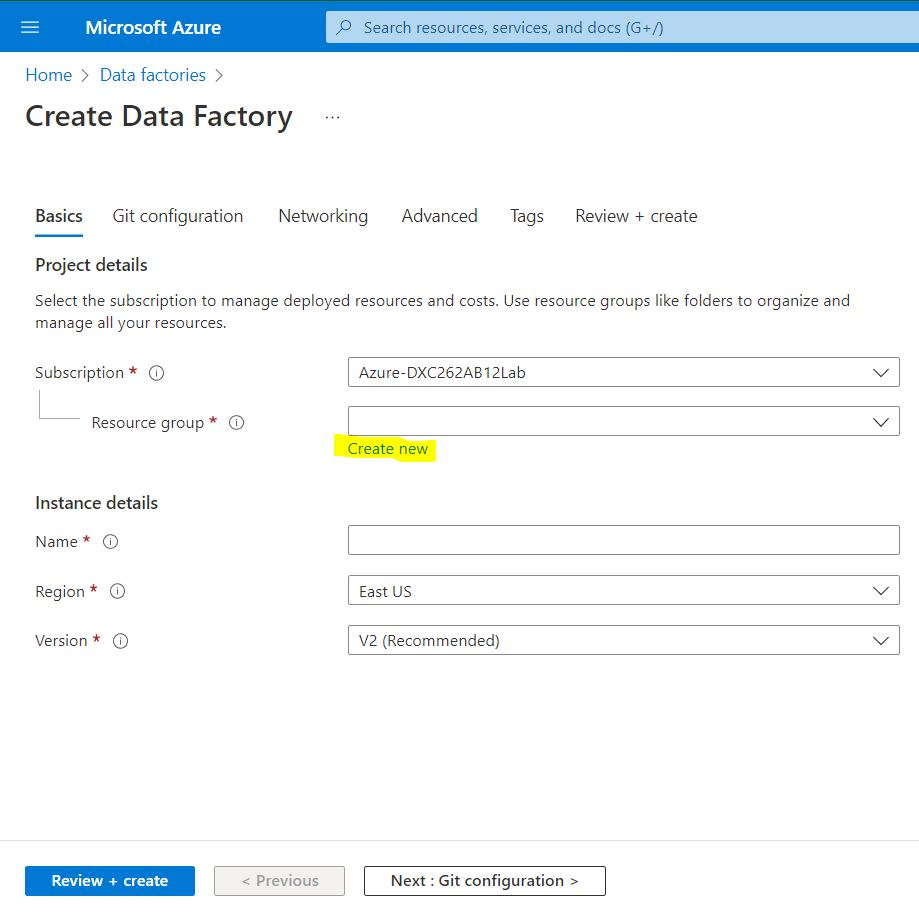 Microsoft Azure
Search resources, services, and docs (G+/)
Home > Data factories >
Create Data Factory ...
Basics Git configuration Networking Advanced Tags Review + create
Project details
Select the subscription to manage deployed resources and costs. Use resource groups like folders to organize and
manage all your resources.
Subscription * Azure-DXC262AB12Lab
Resource group *
Create new
Instance details
Name *
Region * East US
Version * V2 (Recommended)
Review + create < Previous Next : Git configuration >